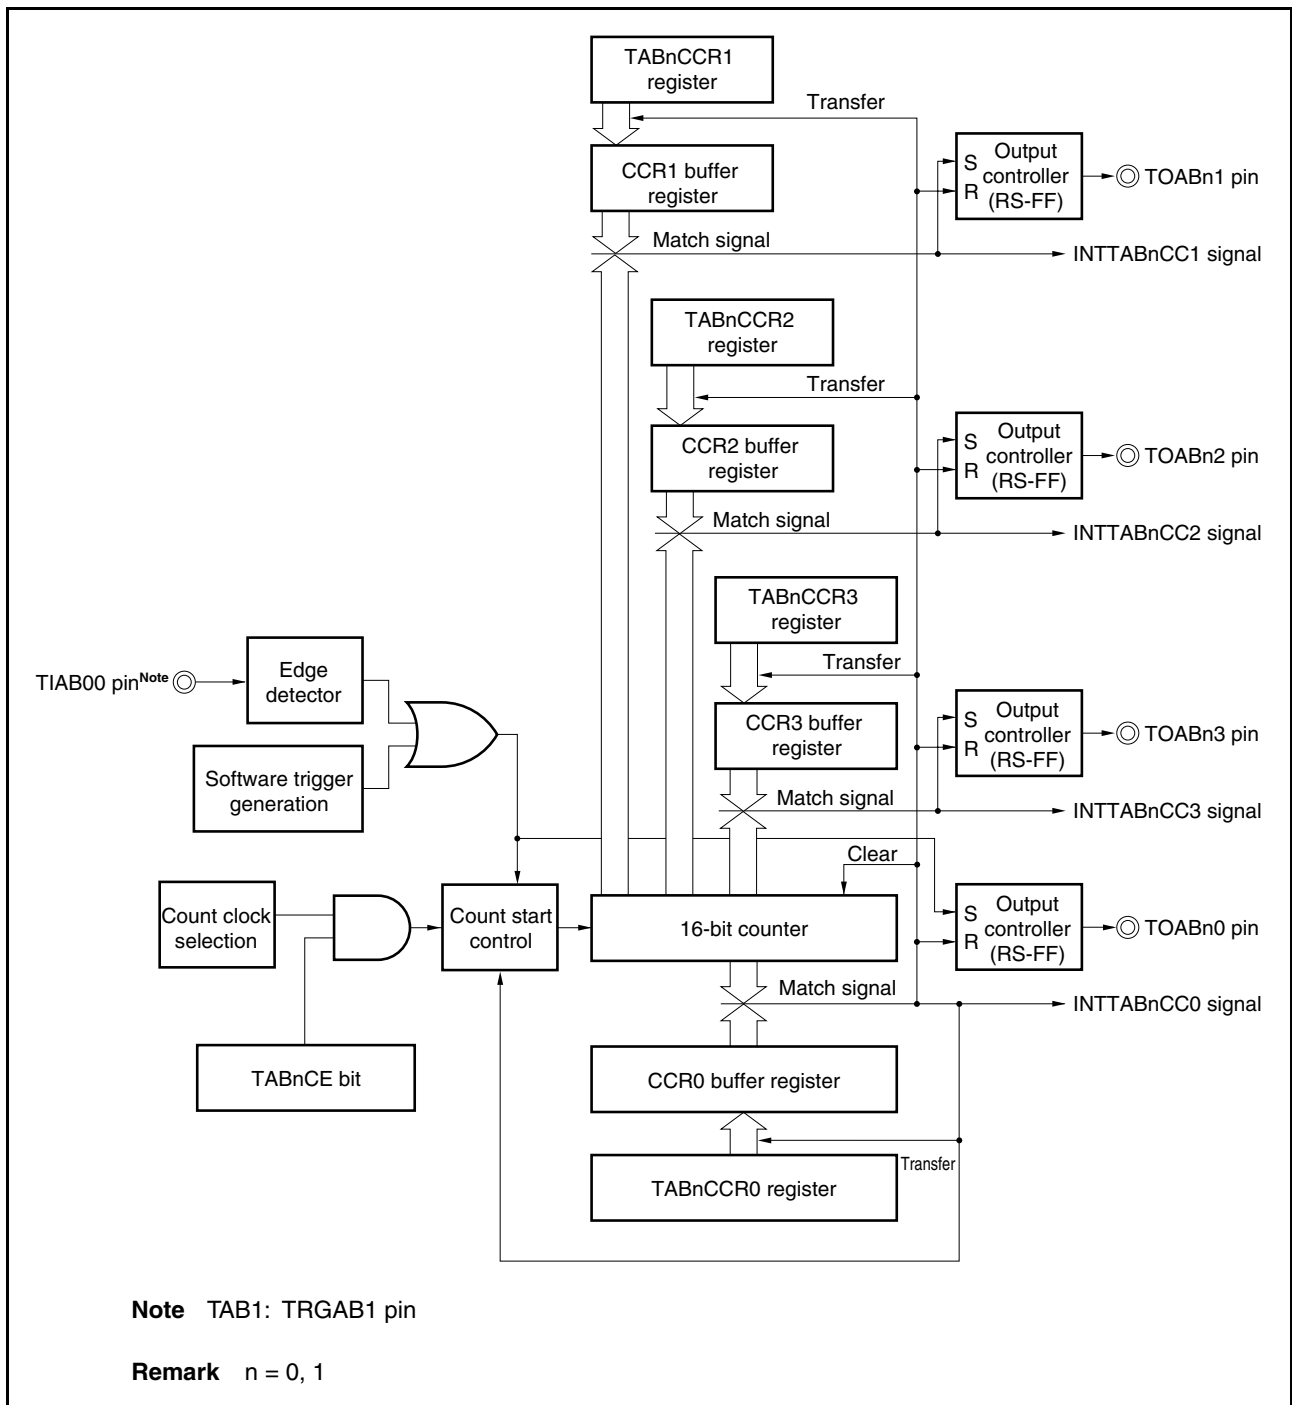 TABnCCR1
register
Transfer
CCR1 buffer
register
S
R
Output
controller
(RS-FF)
TOABn1 pin
Match signal
INTTABnCC1 signal
TABnCCR2
register
Transfer
CCR2 buffer
register
S
R
Output
controller
(RS-FF)
TOABn2 pin
Match signal
INTTABnCC2 signal
TABnCCR3
register
Transfer
TIAB00 pinNote
Edge
detector
CCR3 buffer
register
S
R
Output
controller
(RS-FF)
TOABn3 pin
Software trigger
generation
Match signal
INTTABnCC3 signal
Clear
Count clock
selection
Count start
control
16-bit counter
S
R
Output
controller
(RS-FF)
TOABn0 pin
Match signal
INTTABnCC0 signal
TABnCE bit
CCR0 buffer register
Transfer
TABnCCR0 register
Note TAB1: TRGAB1 pin
Remark n = 0, 1